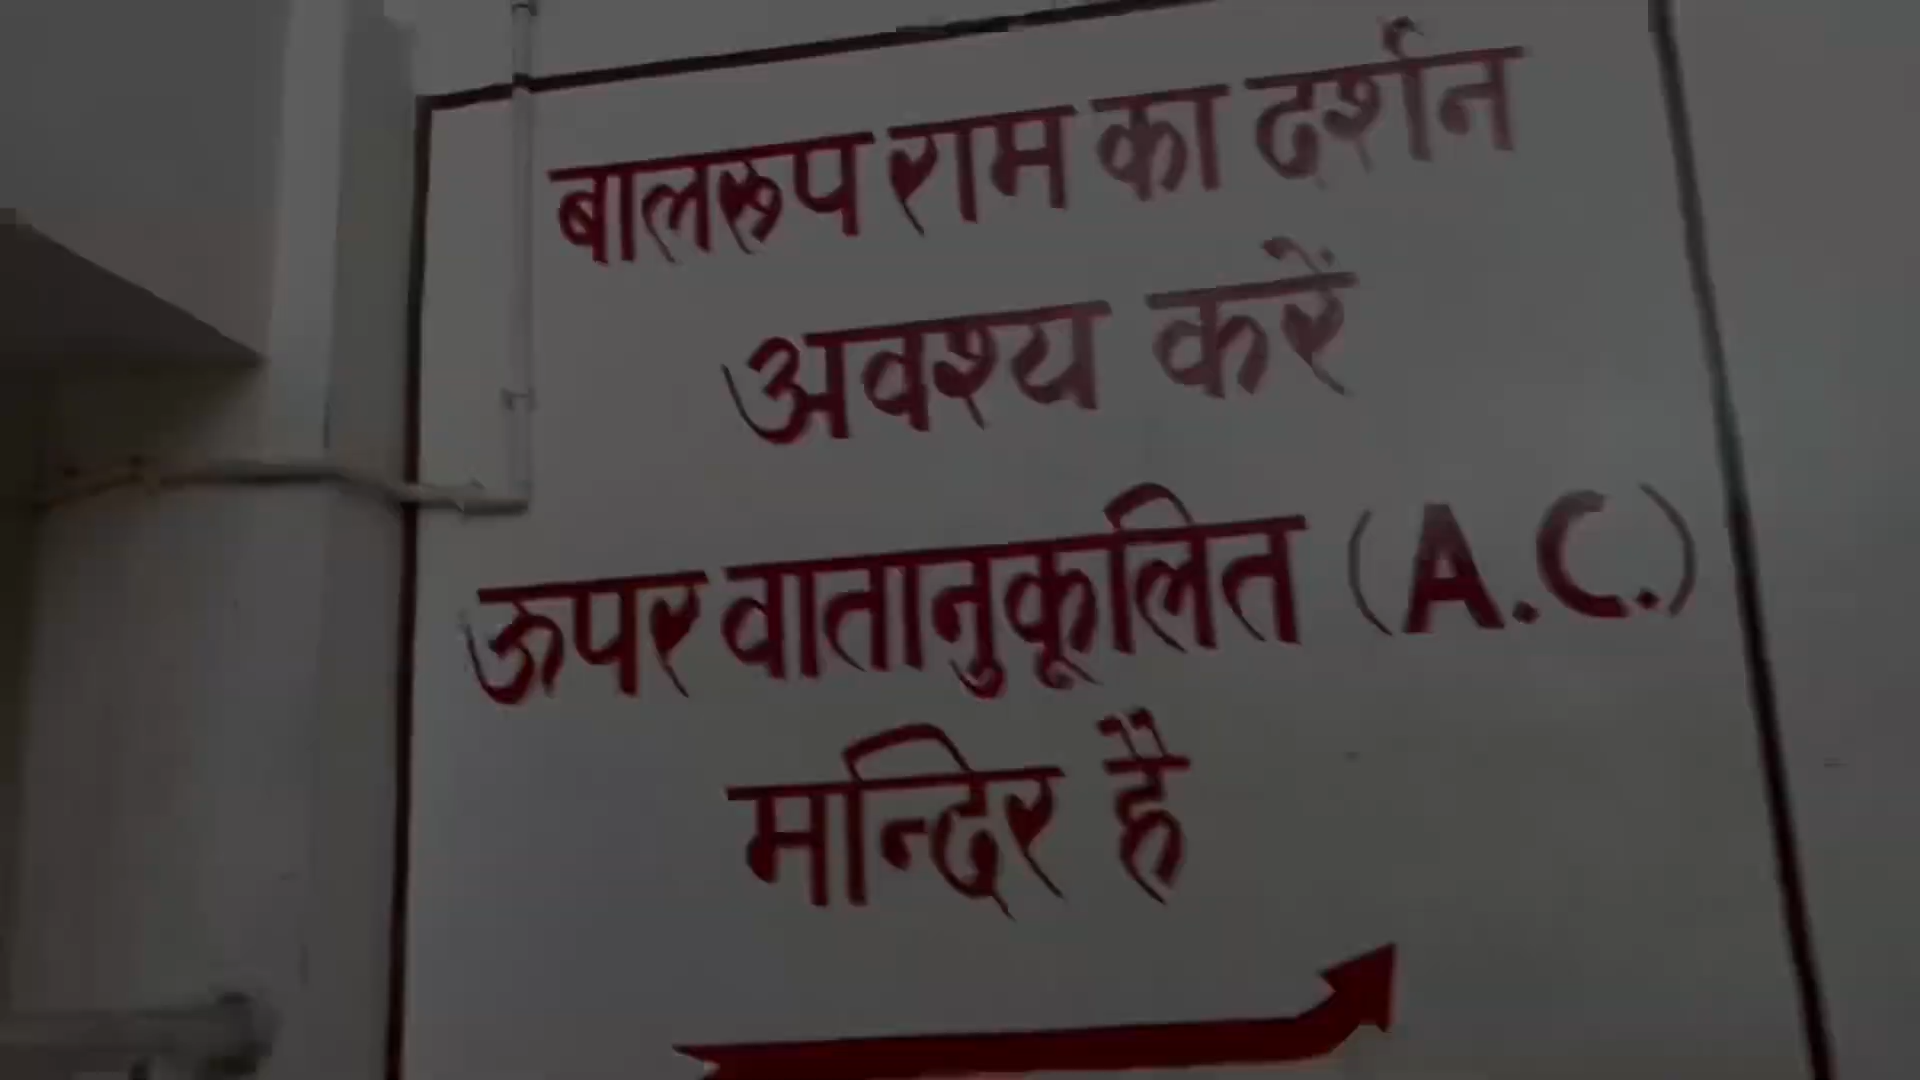 बालरूप राम का दर्शन
अवश्य करें
ऊपर वातानुकूलित (A.C.)
मन्दिर है